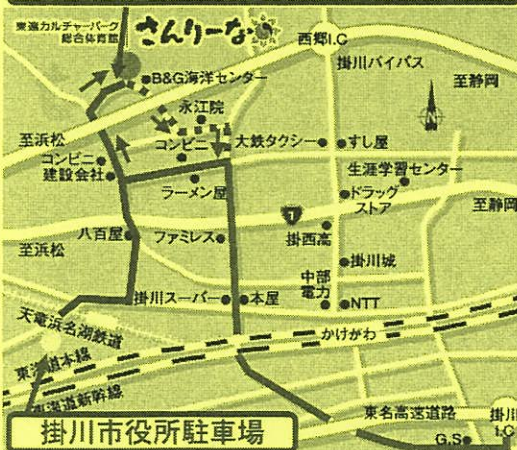 東遠カルチャーパーク
総合体育館
さんりーな
西郷I.C
掛川バイパス
至静岡
B&G海洋センター
永江院
N
至浜松
コンビニ
大鉄タクシー
すし屋
コンビニ
建設会社
生涯学習センター
ラーメン屋
ドラッグ
ストア
至静岡
1
掛西高
八百屋
ファミレス
至浜松
掛川城
中部
電力
掛川スーパー
本屋
NTT
天竜浜名湖鉄道
かけがわ
東海道本線
東海道新幹線
東名高速道路
掛川
I.C
掛川市役所駐車場
G.S